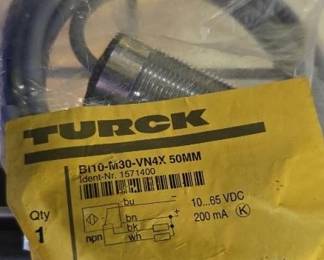 TURCK
BI10-M30-VN4X 50MM
Ident-Nr. 1571400
Qty
1
bu
bn
bk
wh
npn
+
10...65 VDC
200 mA K